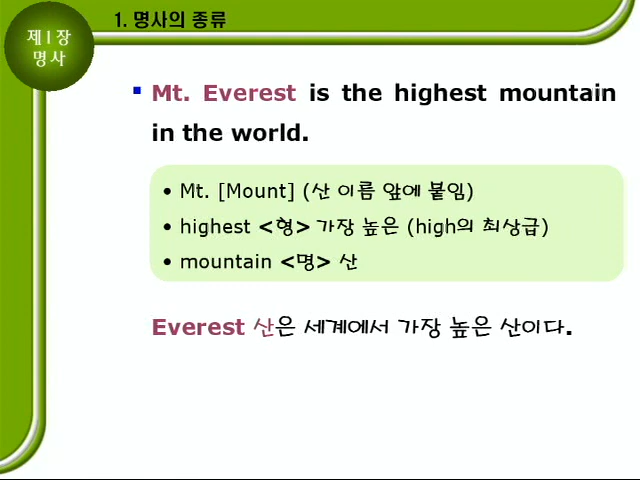 1. 명사의 종류
제1장
명사
Mt. Everest is the highest mountain
in the world.
• Mt. [Mount] (산 이름 앞에 붙임)
• highest <형> 가장 높은 (high의 최상급)
• mountain <명> 산
Everest 산은 세계에서 가장 높은 산이다.